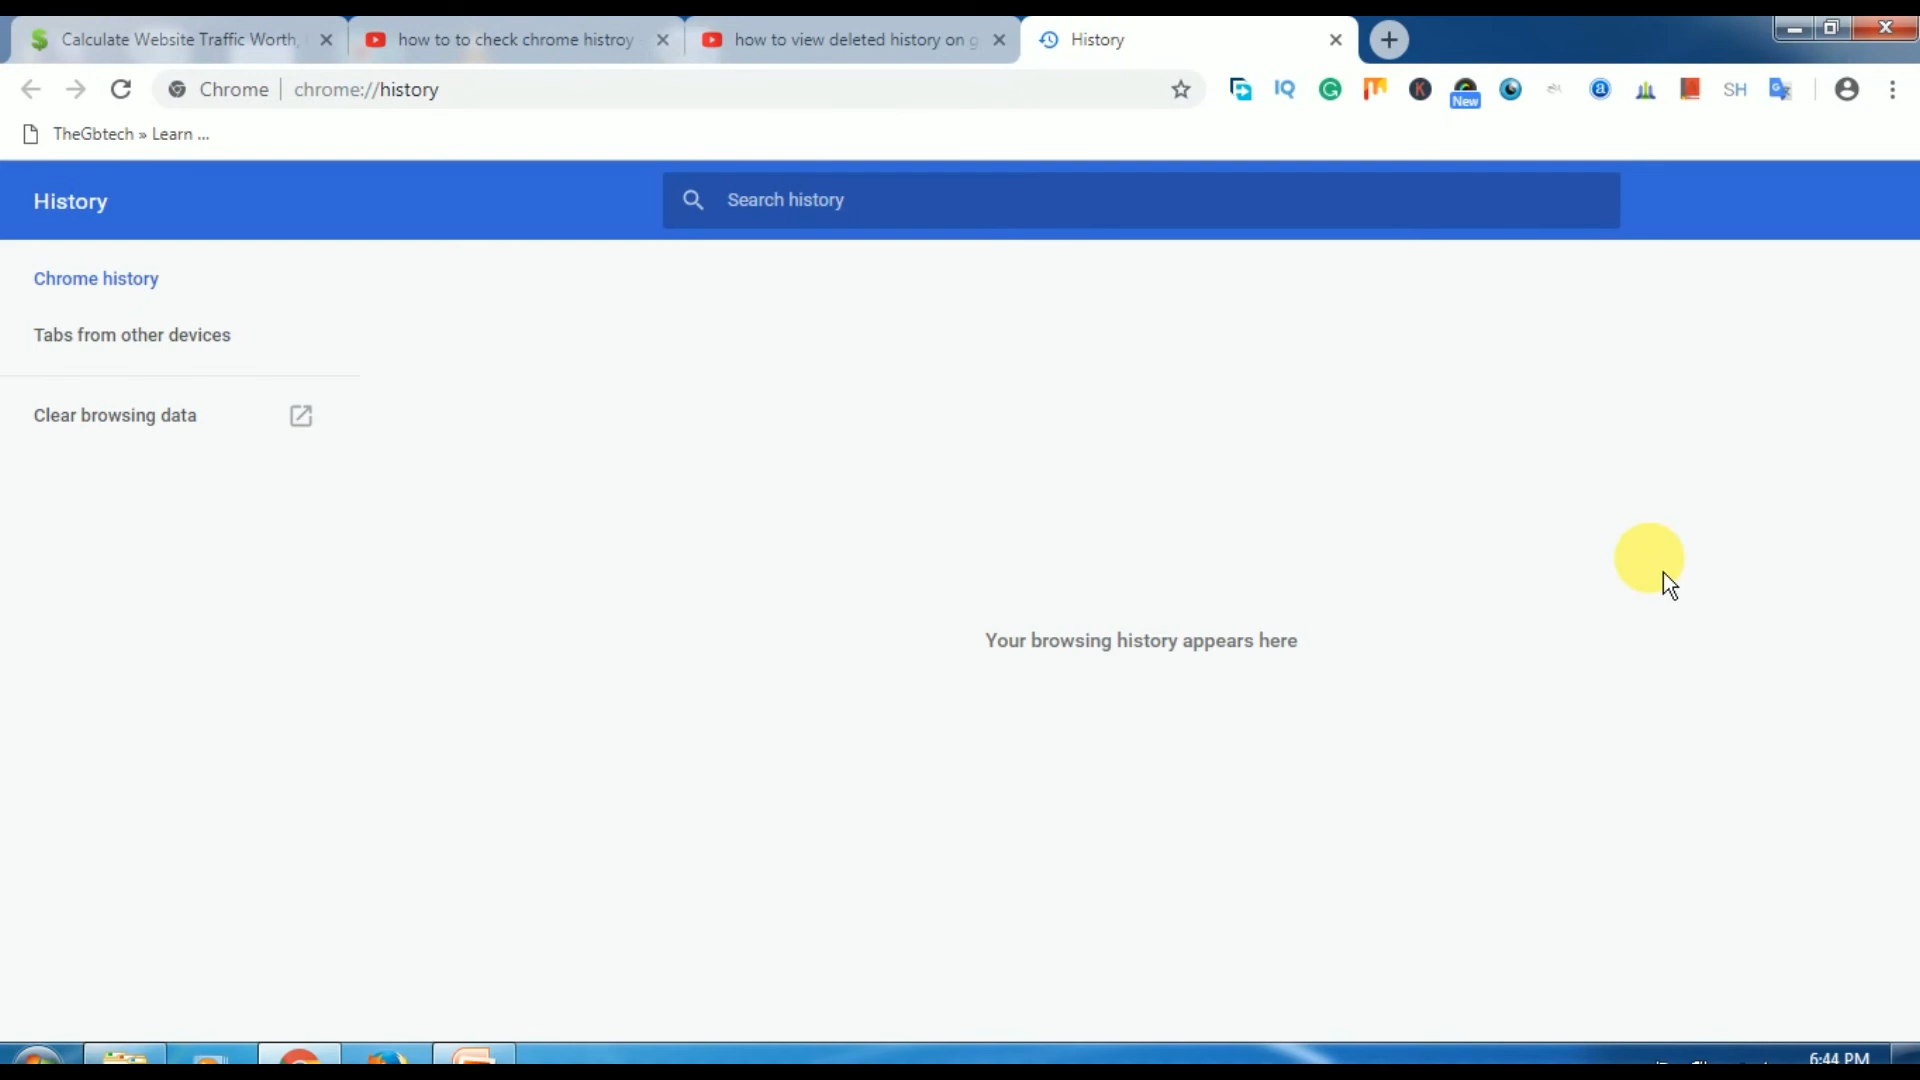 Calculate Website Traffic Worth,
how to to check chrome histroy
how to view deleted history on g
History
Chrome
chrome://history
IQ
New
K
a
SH
G
TheGbtech » Learn ...
History
Search history
Chrome history
Tabs from other devices
Clear browsing data
Your browsing history appears here
6:44 PM